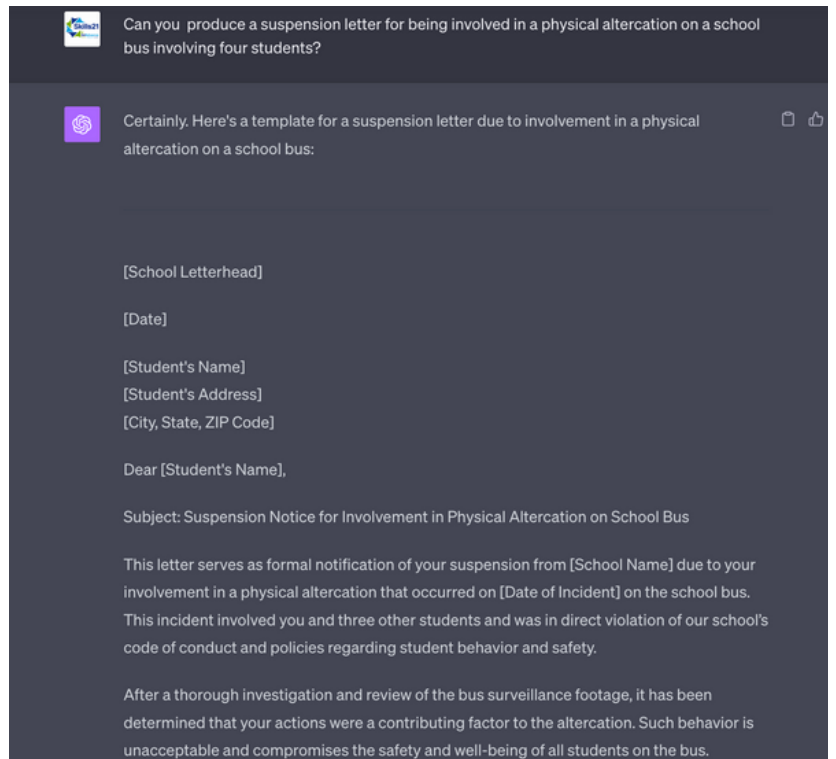 Skills21
Can you produce a suspension letter for being involved in a physical altercation on a school
bus involving four students?
Certainly. Here's a template for a suspension letter due to involvement in a physical
altercation on a school bus:
[School Letterhead]
[Date]
[Student's Name]
[Student's Address]
[City, State, ZIP Code]
Dear [Student's Name],
Subject: Suspension Notice for Involvement in Physical Altercation on School Bus
This letter serves as formal notification of your suspension from [School Name] due to your
involvement in a physical altercation that occurred on [Date of Incident] on the school bus.
This incident involved you and three other students and was in direct violation of our school's
code of conduct and policies regarding student behavior and safety.
After a thorough investigation and review of the bus surveillance footage, it has been
determined that your actions were a contributing factor to the altercation. Such behavior is
unacceptable and compromises the safety and well-being of all students on the bus.